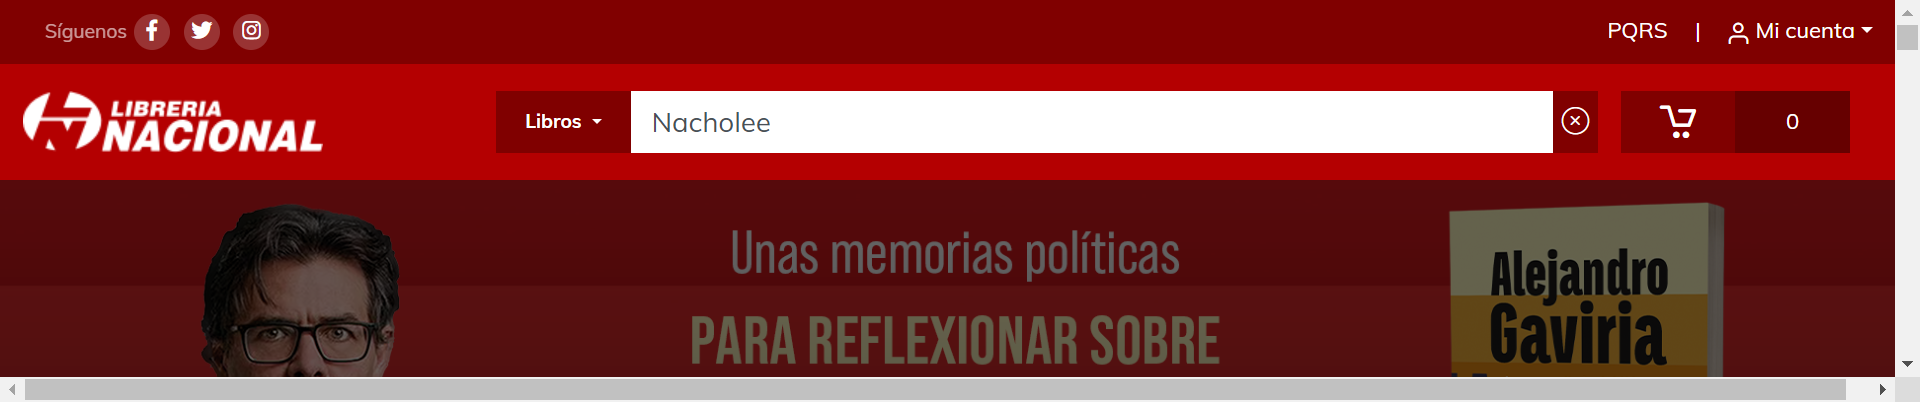 Síguenos
PQRS | Mi cuenta
LIBRERIA
NACIONAL
Libros
Nacholee
0
Unas memorias políticas
PARA REFLEXIONAR SOBRE
Alejandro
Gaviria